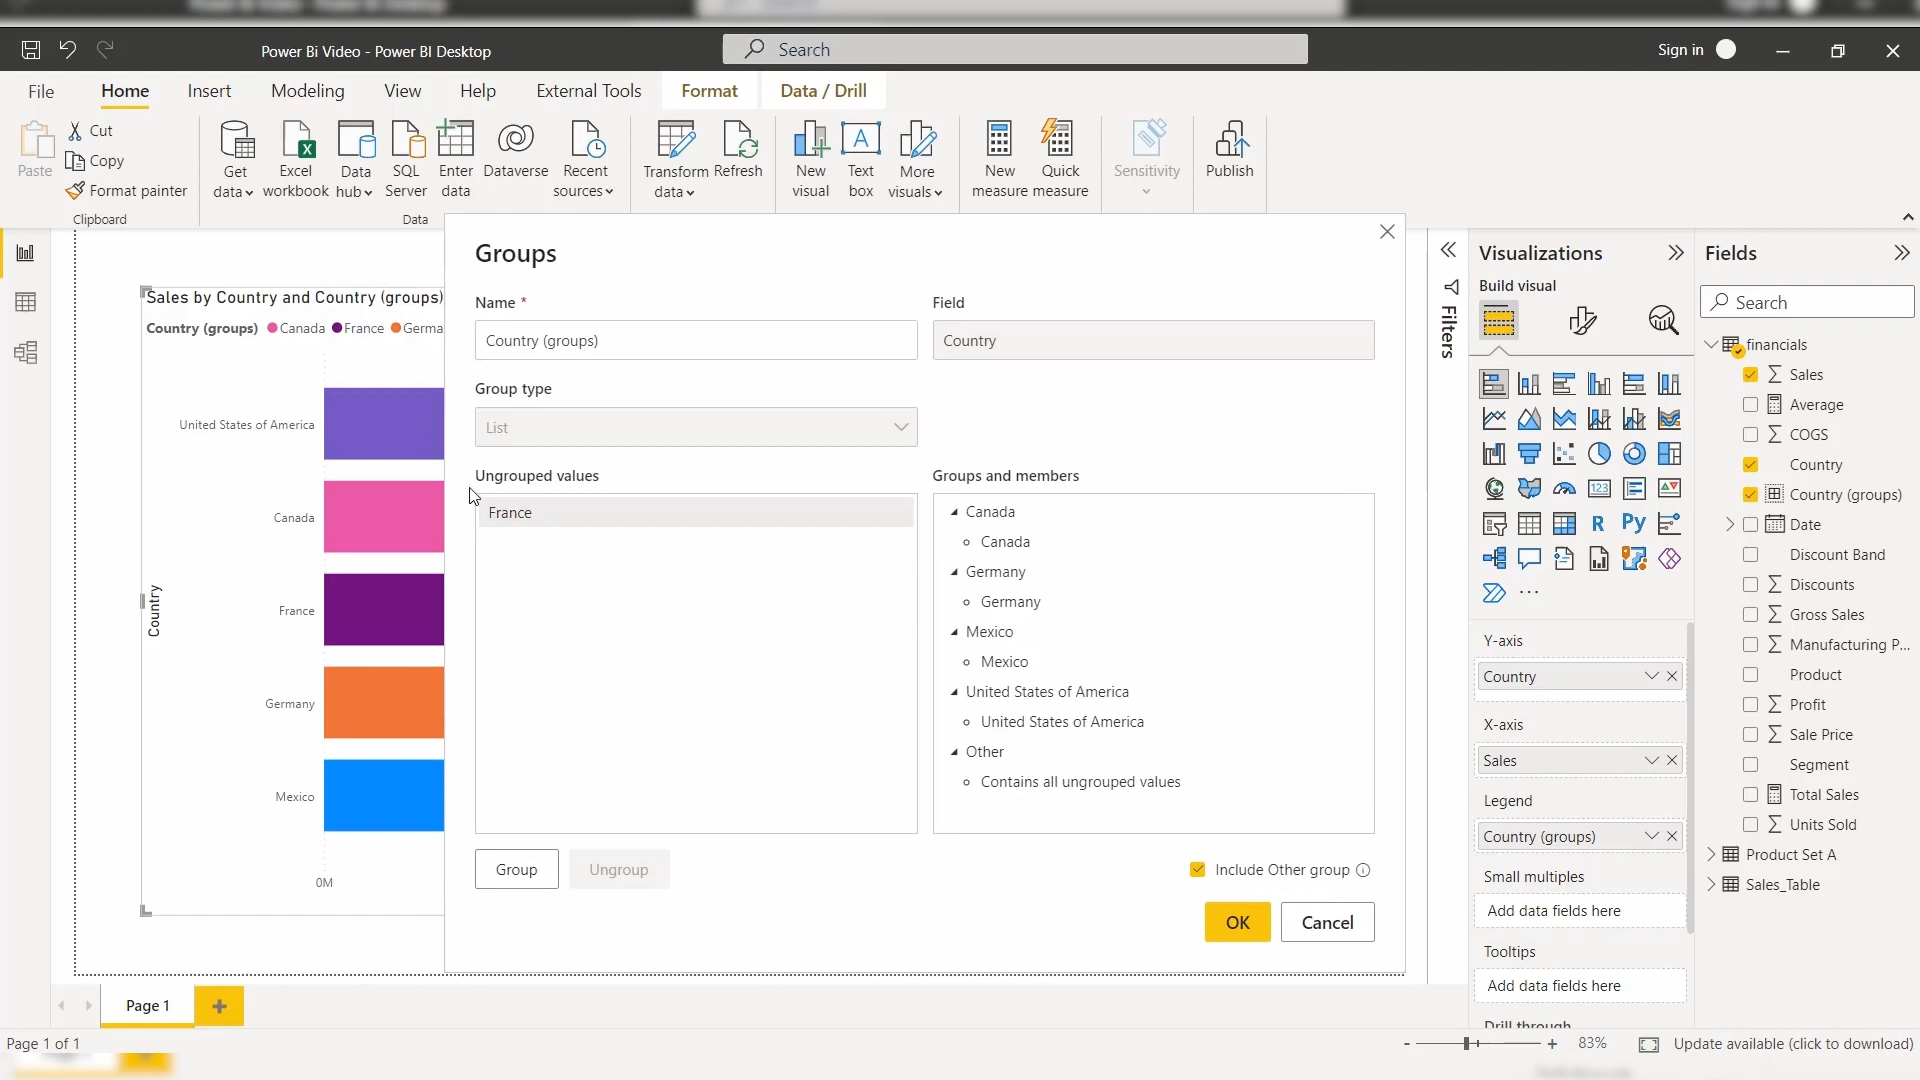 Power Bi Video - Power BI Desktop
Search
Sign in
File
Home
Insert
Modeling
View
Help
External Tools
Format
Data / Drill
Paste
Cut
Copy
Format painter
Clipboard
Get data
Excel workbook
Data hub
SQL Server
Enter data
Dataverse
Recent sources
Data
Transform data
Refresh
New visual
Text box
More visuals
New measure
Quick measure
Sensitivity
Publish
Sales by Country and Country (groups)
Country (groups) Canada France Germa
United States of America
Canada
France
Germany
Mexico
Country
0M
Groups
Name *
Country (groups)
Field
Country
Group type
List
Ungrouped values
France
Groups and members
Canada
Canada
Germany
Germany
Mexico
Mexico
United States of America
United States of America
Other
Contains all ungrouped values
Group
Ungroup
Include Other group
OK
Cancel
Filters
Visualizations
Build visual
123
R
Py
Y-axis
Country
X-axis
Sales
Legend
Country (groups)
Small multiples
Add data fields here
Tooltips
Add data fields here
Drill through
Fields
Search
financials
Sales
Average
COGS
Country
Country (groups)
Date
Discount Band
Discounts
Gross Sales
Manufacturing P...
Product
Profit
Sale Price
Segment
Total Sales
Units Sold
Product Set A
Sales_Table
Page 1
Page 1 of 1
83%
Update available (click to download)